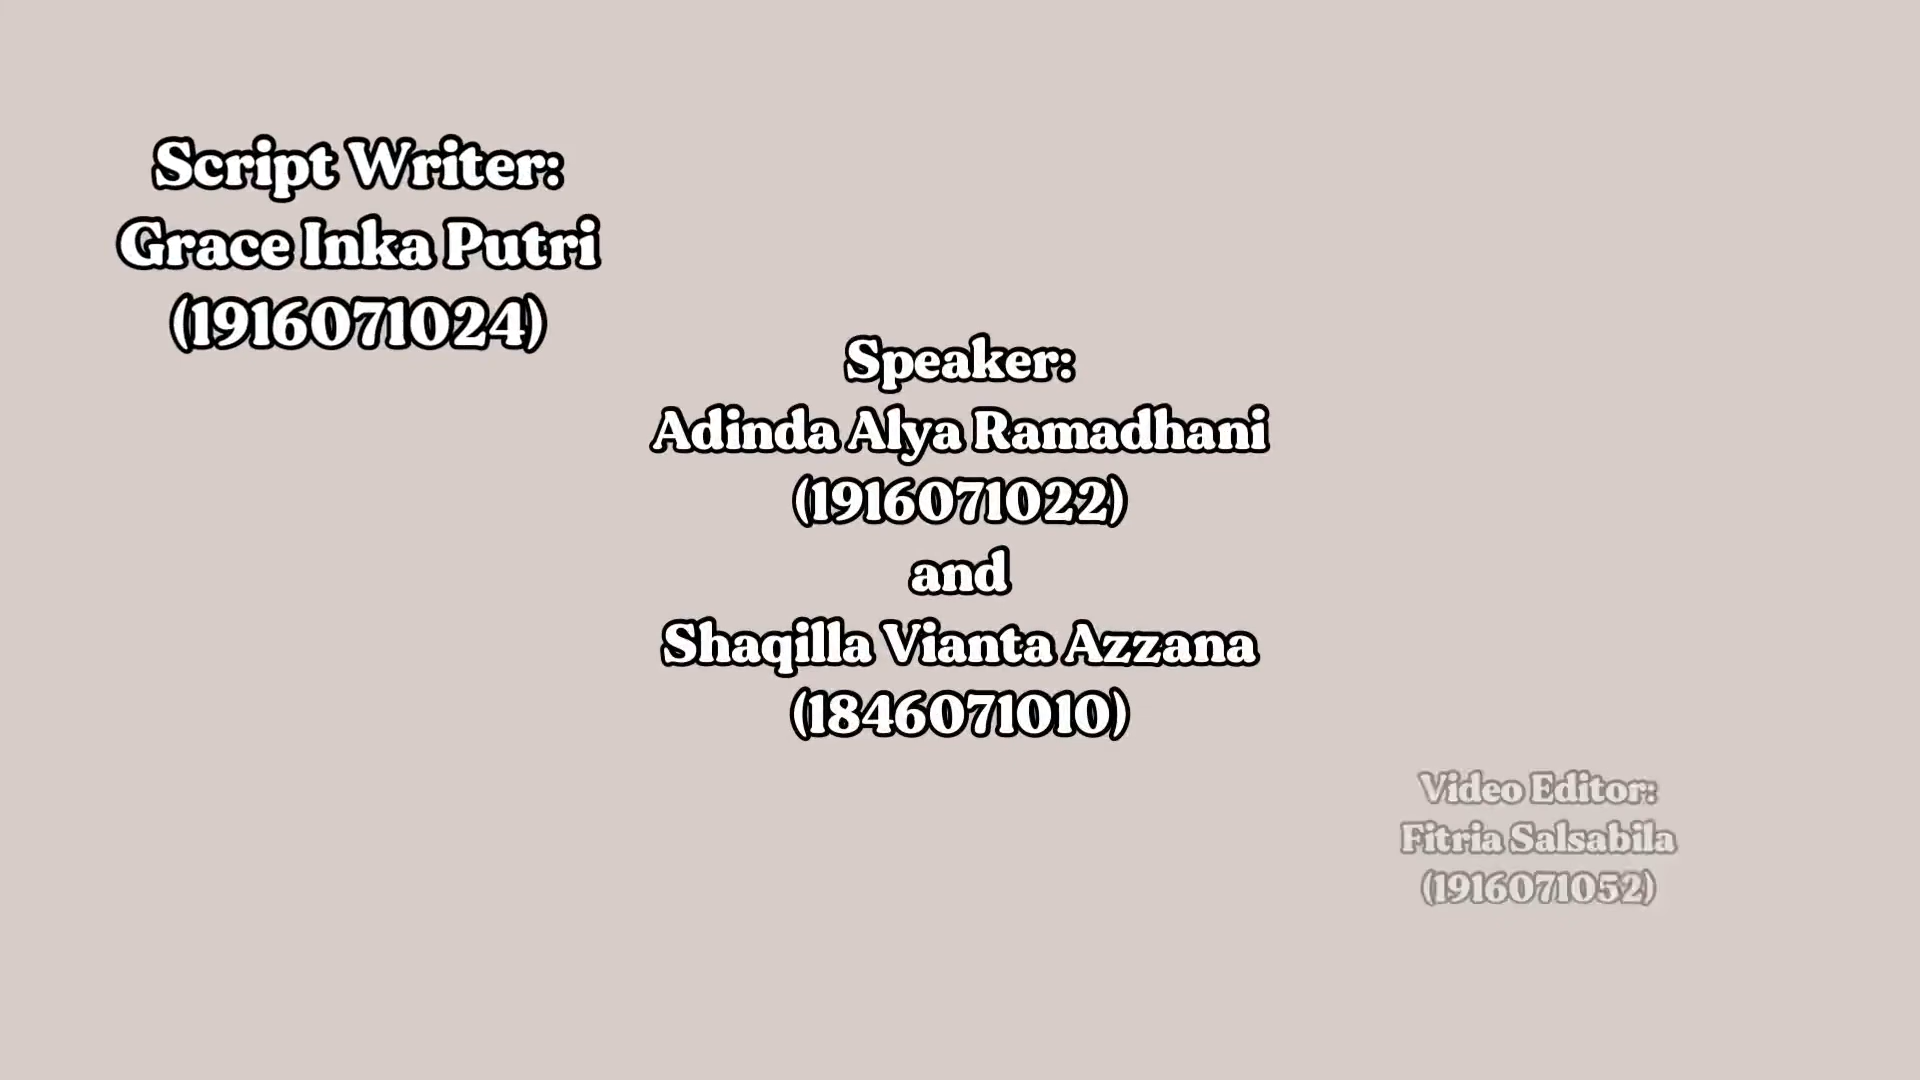 Script Writer:
Grace Inka Putri
(1916071024)
Speaker:
Adinda Alya Ramadhani
(1916071022)
and
Shaqilla Vianta Azzana
(1846071010)
Video Editor:
Fitria Salsabila
(1916071052)